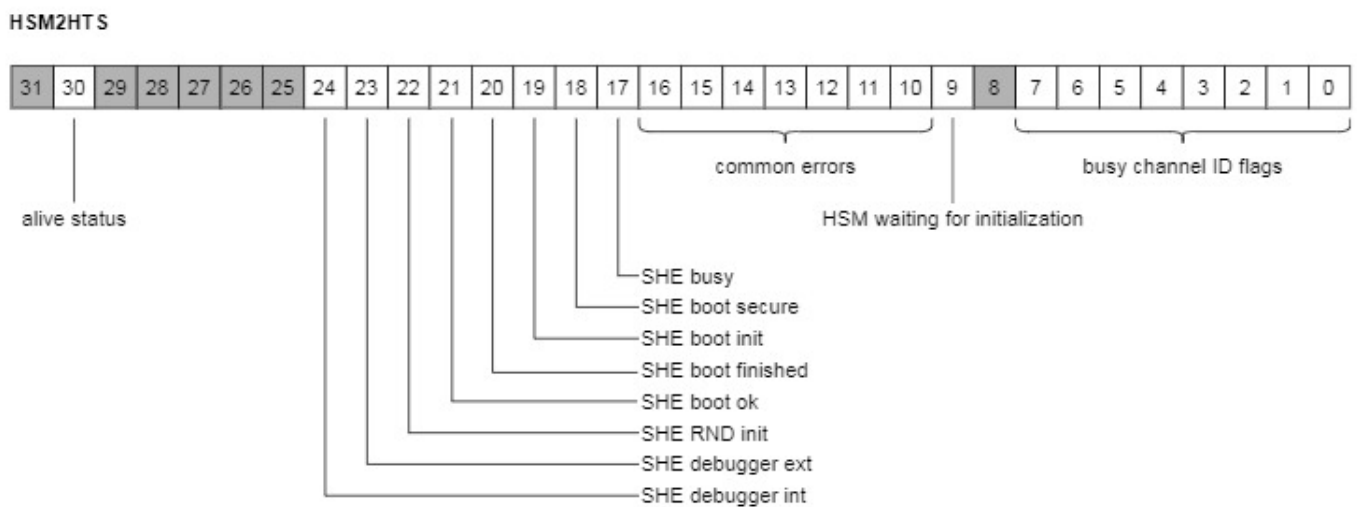 HSM2HTS
31 30 29 28 27 26 25 24 23 22 21 20 19 18 17 16 15 14 13 12 11 10 9 8 7 6 5 4 3 2 1 0
common errors busy channel ID flags
alive status HSM waiting for initialization
SHE busy
SHE boot secure
SHE boot init
SHE boot finished
SHE boot ok
SHE RND init
SHE debugger ext
SHE debugger int